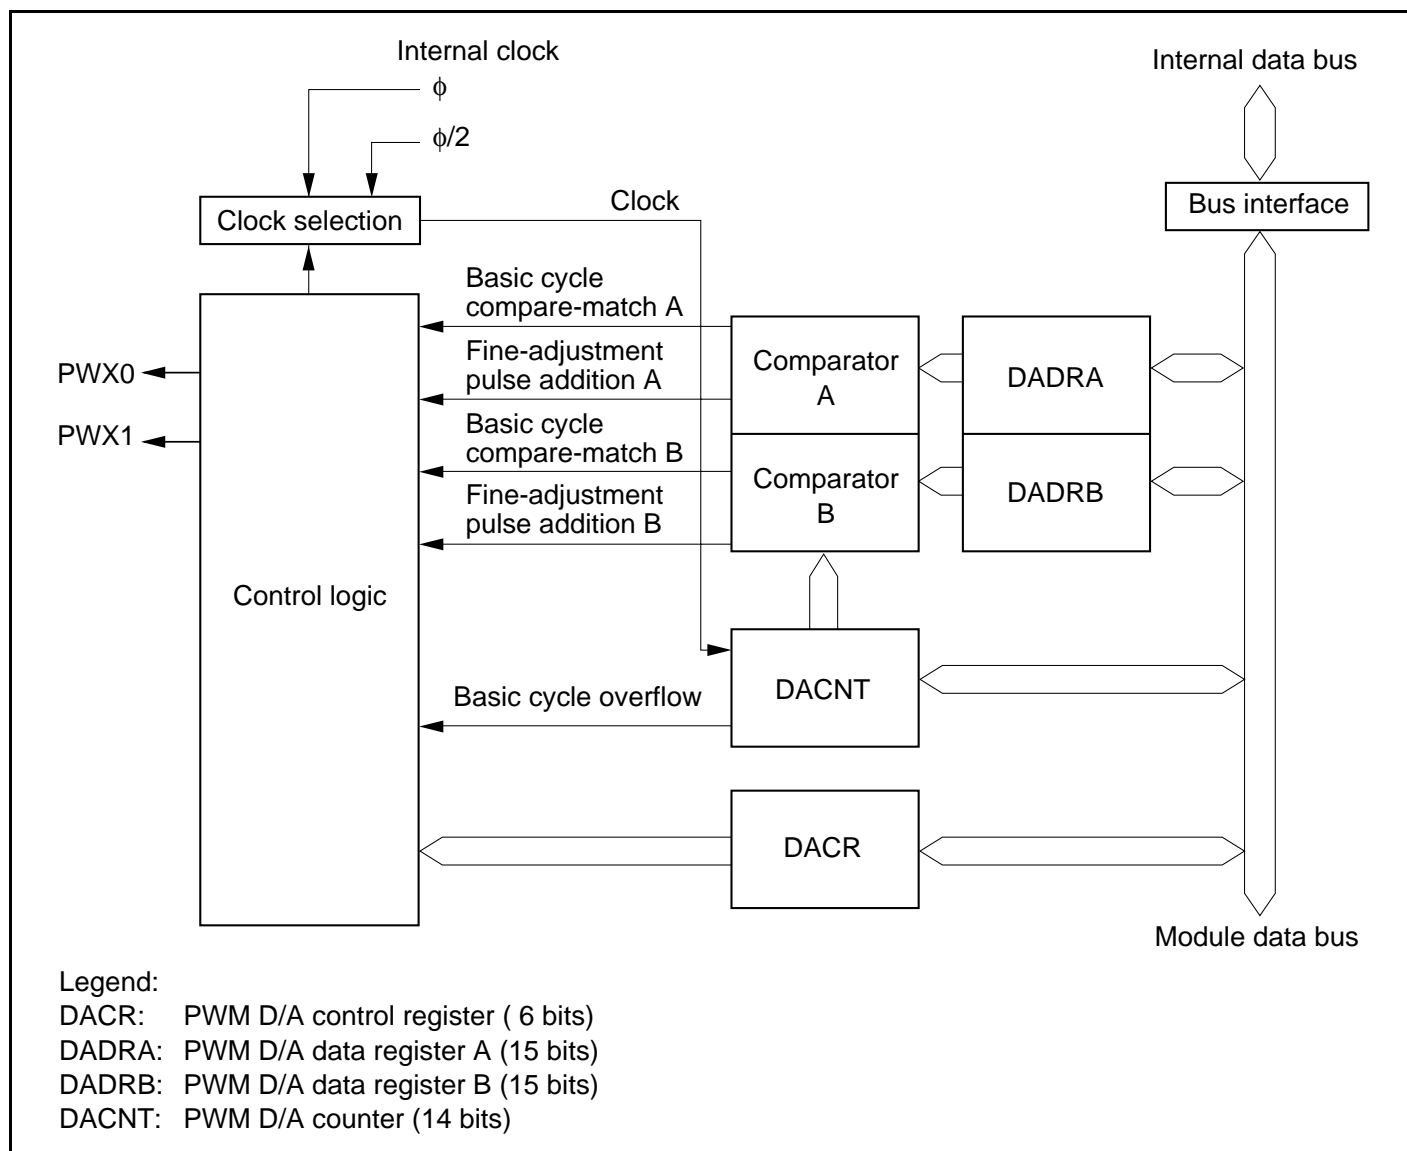 Internal clock
ϕ
ϕ/2
Internal data bus
Clock selection
Clock
Bus interface
Basic cycle
compare-match A
Fine-adjustment
pulse addition A
Basic cycle
compare-match B
Fine-adjustment
pulse addition B
PWX0
PWX1
Comparator
A
DADRA
Comparator
B
DADRB
Control logic
DACNT
Basic cycle overflow
DACR
Module data bus
Legend:
DACR: PWM D/A control register ( 6 bits)
DADRA: PWM D/A data register A (15 bits)
DADRB: PWM D/A data register B (15 bits)
DACNT: PWM D/A counter (14 bits)